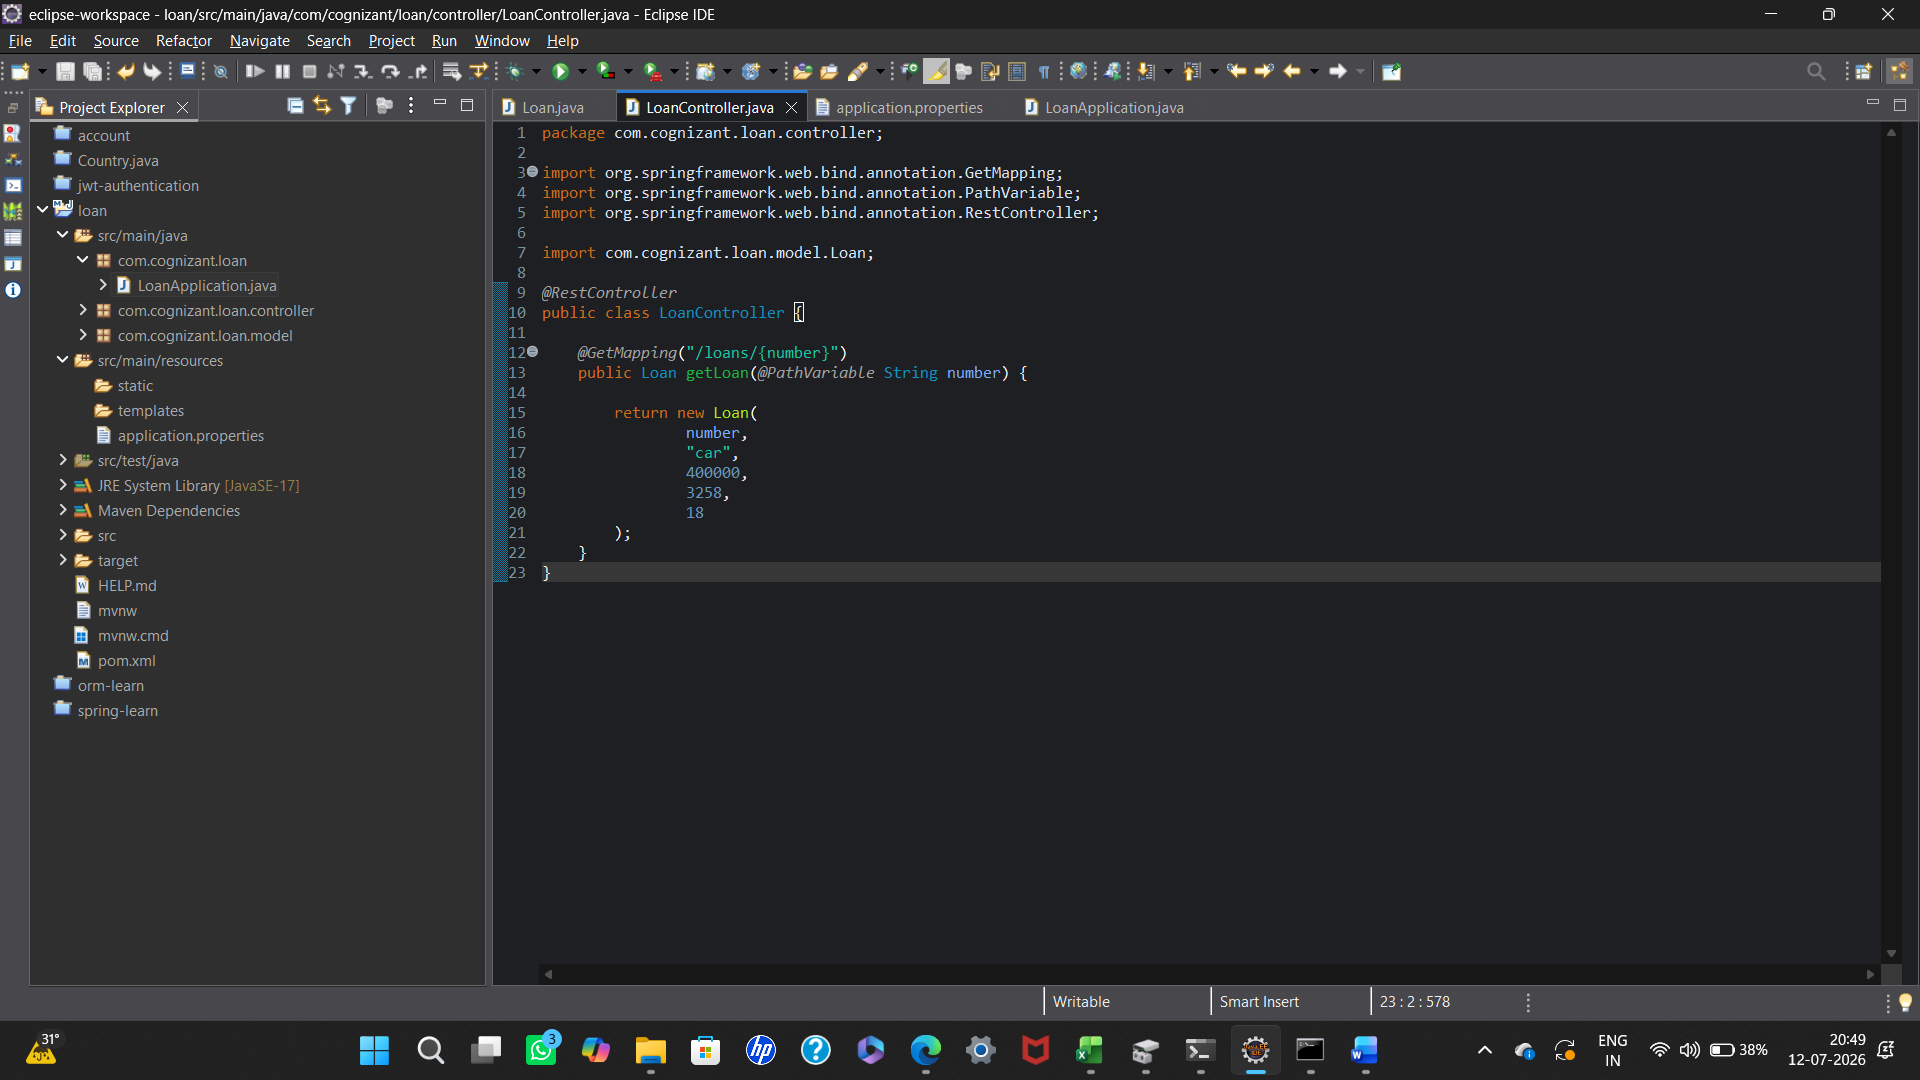 eclipse-workspace - loan/src/main/java/com/cognizant/loan/controller/LoanController.java - Eclipse IDE
File Edit Source Refactor Navigate Search Project Run Window Help
Project Explorer
account
Country.java
jwt-authentication
loan
src/main/java
com.cognizant.loan
LoanApplication.java
com.cognizant.loan.controller
com.cognizant.loan.model
src/main/resources
static
templates
application.properties
src/test/java
JRE System Library [JavaSE-17]
Maven Dependencies
src
target
HELP.md
mvnw
mvnw.cmd
pom.xml
orm-learn
spring-learn
Loan.java LoanController.java application.properties LoanApplication.java
1 package com.cognizant.loan.controller;
2
3 import org.springframework.web.bind.annotation.GetMapping;
4 import org.springframework.web.bind.annotation.PathVariable;
5 import org.springframework.web.bind.annotation.RestController;
6
7 import com.cognizant.loan.model.Loan;
8
9 @RestController
10 public class LoanController {
11
12 @GetMapping("/loans/{number}")
13 public Loan getLoan(@PathVariable String number) {
14
15 return new Loan(
16 number,
17 "car",
18 400000,
19 3258,
20 18
21 );
22 }
23 }
Writable Smart Insert 23 : 2 : 578
31°
3
ENG
IN
38%
20:49
12-07-2026